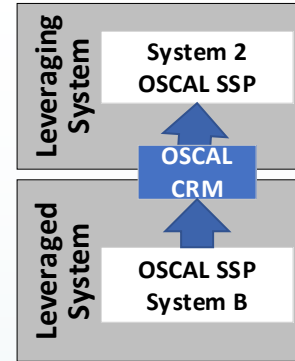 Leveraging
System
System 2
OSCAL SSP
OSCAL
CRM
Leveraged
System
OSCAL SSP
System B